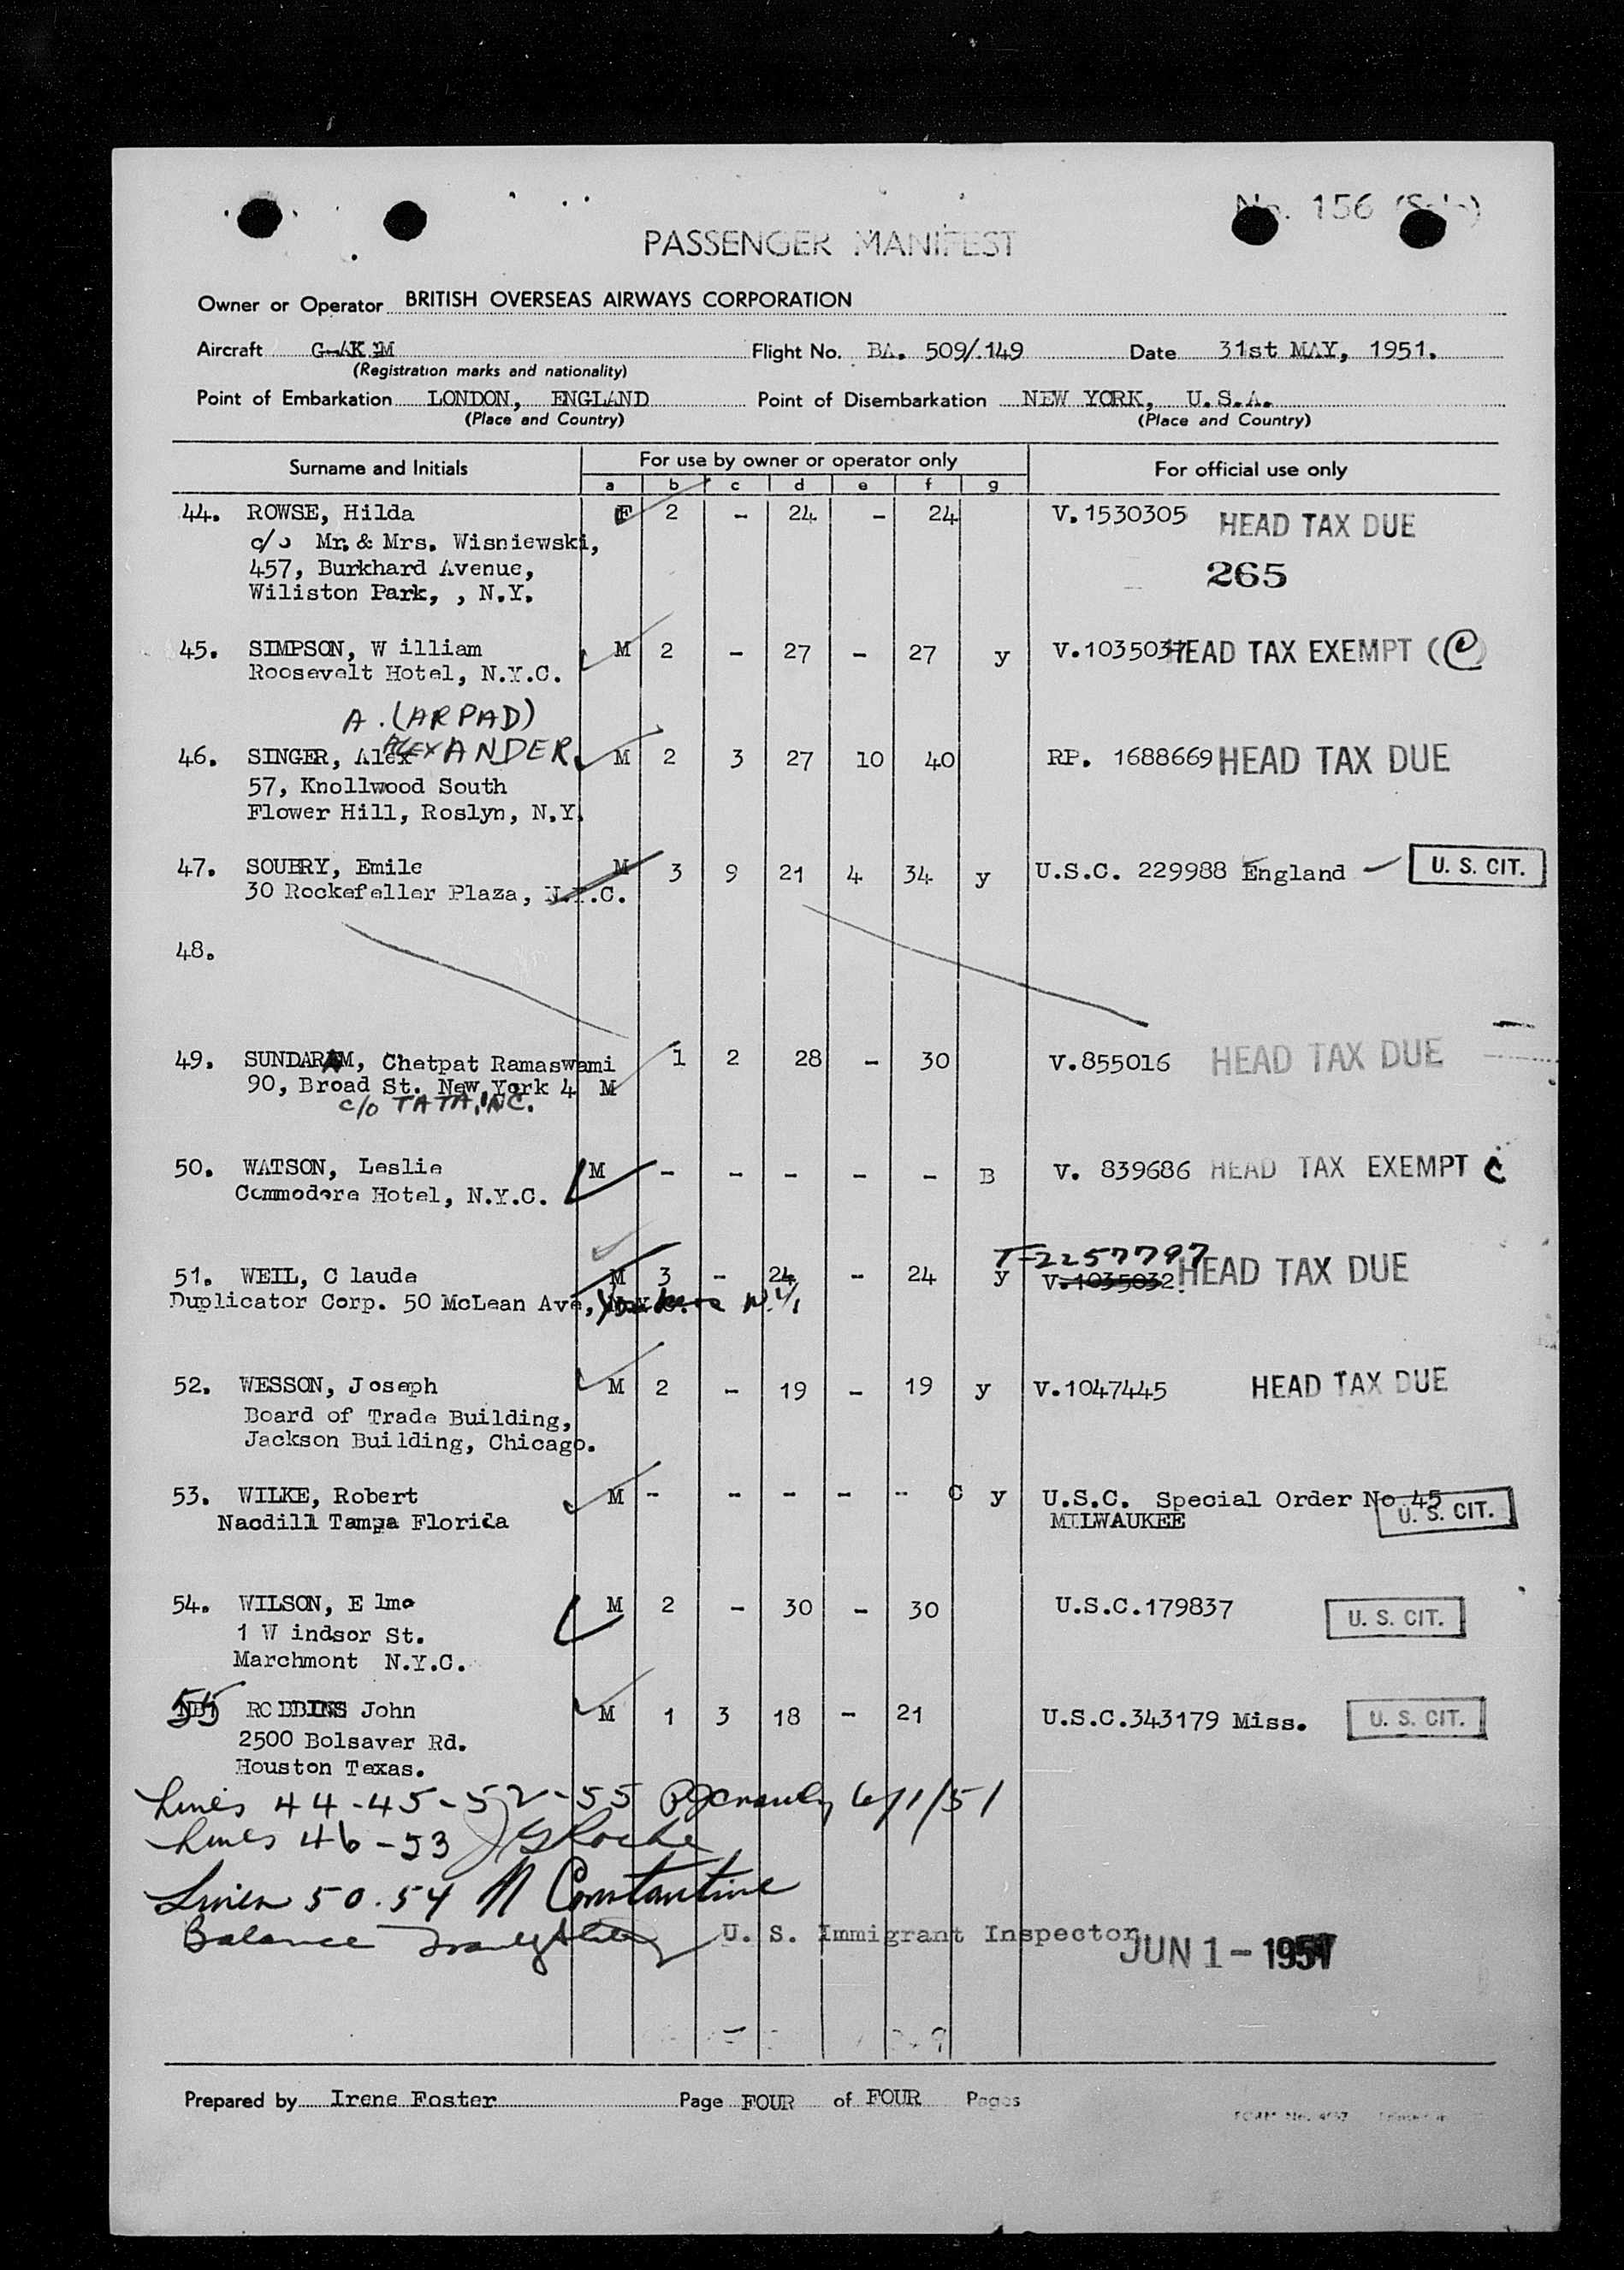 No. 156
PASSENGER MANIFEST
Owner or Operator BRITISH OVERSEAS AIRWAYS CORPORATION
Aircraft Flight No. BA. 509/.149 Date 31st MAY, 1951.
(Registration marks and nationality)
Point of Embarkation LONDON, ENGLAND Point of Disembarkation NEW YORK, U.S.A.
(Place and Country) (Place and Country)
Surname and Initials For use by owner or operator only For official use only
a b c d e f g
44. ROWSE, Hilda F 2 - 24 - 24 V.1530305 HEAD TAX DUE
c/o Mr. & Mrs. Wisniewski,
457, Burkhard Avenue, 265
Wiliston Park, , N.Y.
45. SIMPSON, W illiam M 2 - 27 - 27 y V.1035037 HEAD TAX EXEMPT (C)
Roosevelt Hotel, N.Y.C.
A. (ARPAD)
46. SINGER, Alex ALEXANDER M 2 3 27 10 40 RP. 1688669 HEAD TAX DUE
57, Knollwood South
Flower Hill, Roslyn, N.Y.
47. SOUBRY, Emile M 3 9 21 4 34 y U.S.C. 229988 England U. S. CIT.
30 Rockefeller Plaza, N.Y.C.
48.
49. SUNDARAM, Chetpat Ramaswami 1 2 28 - 30 V.855016 HEAD TAX DUE
90, Broad St. New York 4 M
c/o TATA, INC.
50. WATSON, Leslie M - - - - - B V. 839686 HEAD TAX EXEMPT C
Commodore Hotel, N.Y.C.
T-2257797
51. WEIL, C laude M 3 - 24 - 24 y V.1035032. HEAD TAX DUE
Duplicator Corp. 50 McLean Ave, Yonkers N.Y.
52. WESSON, Joseph M 2 - 19 - 19 y V.1047445 HEAD TAX DUE
Board of Trade Building,
Jackson Building, Chicago.
53. WILKE, Robert M - - - - -- C y U.S.C. Special Order No 45 U. S. CIT.
Nacdill Tampa Florida MILWAUKEE
54. WILSON, E lmo M 2 - 30 - 30 U.S.C.179837 U. S. CIT.
1 W indsor St.
Marchmont N.Y.C.
55 ROBBINS John M 1 3 18 - 21 U.S.C.343179 Miss. U. S. CIT.
2500 Bolsaver Rd.
Houston Texas.
Lines 44-45-52-55 6/1/51
Lines 46-53
Lines 50.54 N Constantine
Balance U. S. Immigrant Inspector
JUN 1 - 1951
Prepared by Irene Foster Page FOUR of FOUR Pages